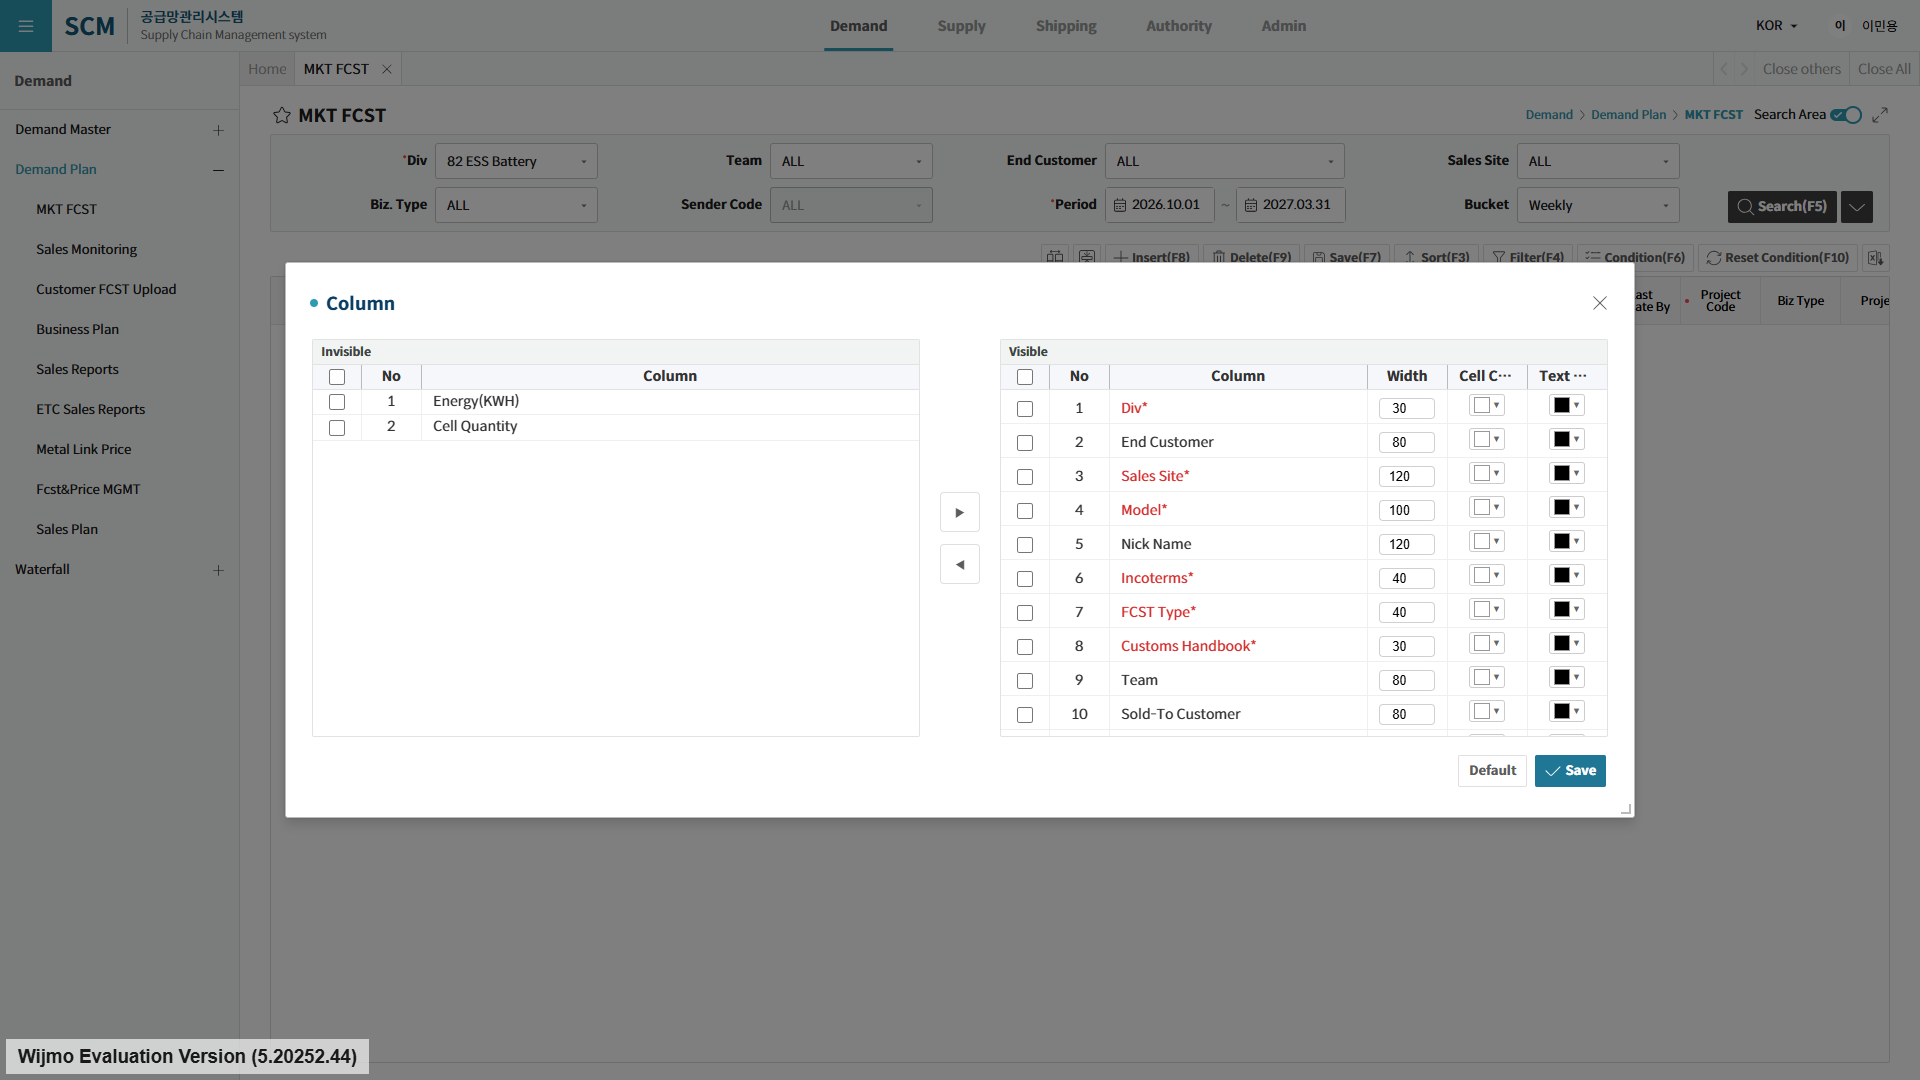 SCM
공급망관리시스템
Supply Chain Management system
Demand
Supply
Shipping
Authority
Admin
KOR
이
이민용
Demand
Home
MKT FCST
Close others
Close All
Demand Master
Demand Plan
MKT FCST
Sales Monitoring
Customer FCST Upload
Business Plan
Sales Reports
ETC Sales Reports
Metal Link Price
Fcst&Price MGMT
Sales Plan
Waterfall
MKT FCST
Demand > Demand Plan > MKT FCST
Search Area
*Div 82 ESS Battery
Team ALL
End Customer ALL
Sales Site ALL
Biz. Type ALL
Sender Code ALL
*Period 2026.10.01 ~ 2027.03.31
Bucket Weekly
Search(F5)
Insert(F8)
Delete(F9)
Save(F7)
Sort(F3)
Filter(F4)
Condition(F6)
Reset Condition(F10)
ast
ate By
Project
Code
Biz Type
Proje
Column
Invisible
No Column
1 Energy(KWH)
2 Cell Quantity
Visible
No Column Width Cell C··· Text ···
1 Div* 30
2 End Customer 80
3 Sales Site* 120
4 Model* 100
5 Nick Name 120
6 Incoterms* 40
7 FCST Type* 40
8 Customs Handbook* 30
9 Team 80
10 Sold-To Customer 80
Default
Save
Wijmo Evaluation Version (5.20252.44)